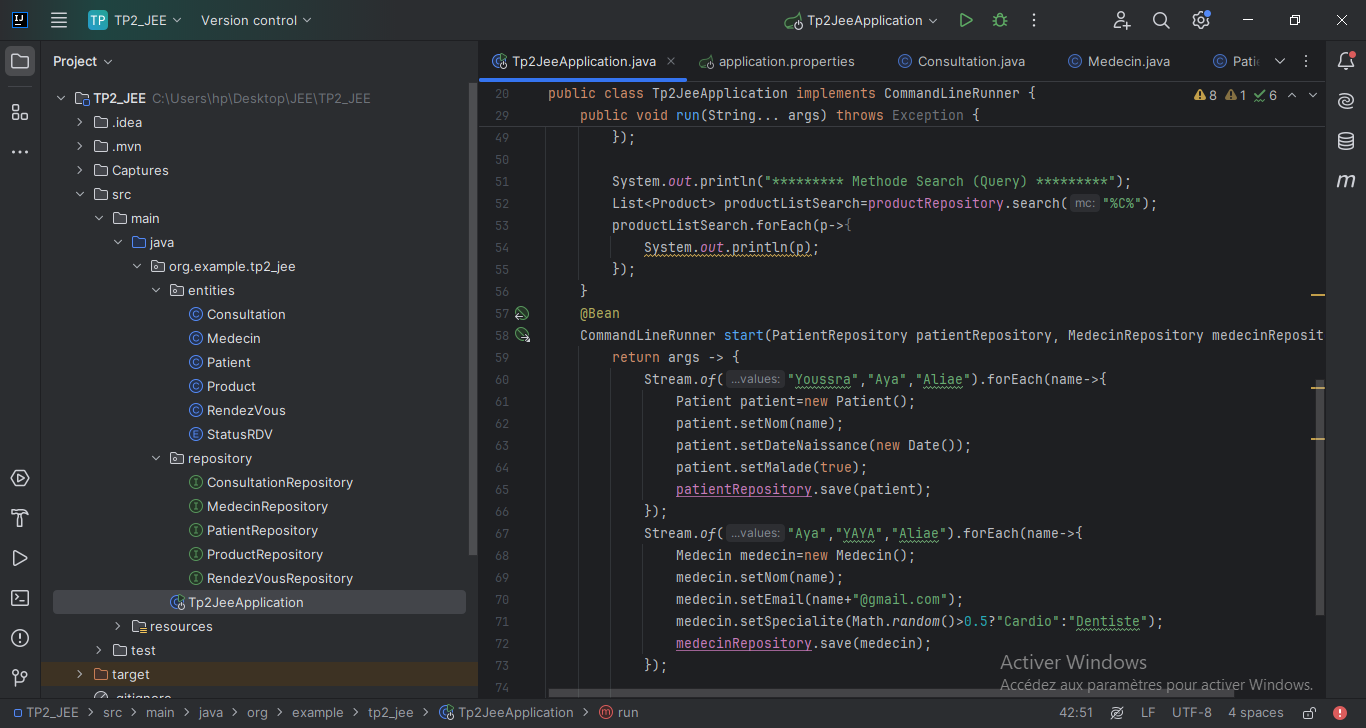 TP TP2_JEE Version control Tp2JeeApplication
Project
Tp2JeeApplication.java application.properties Consultation.java Medecin.java Pati
TP2_JEE C:\Users\hp\Desktop\JEE\TP2_JEE
.idea
.mvn
Captures
src
main
java
org.example.tp2_jee
entities
Consultation
Medecin
Patient
Product
RendezVous
StatusRDV
repository
ConsultationRepository
MedecinRepository
PatientRepository
ProductRepository
RendezVousRepository
Tp2JeeApplication
resources
test
target
.gitignore
8 1 6
20 public class Tp2JeeApplication implements CommandLineRunner {
29 public void run(String... args) throws Exception {
49 });
50
51 System.out.println("********* Methode Search (Query) *********");
52 List<Product> productListSearch=productRepository.search( mc: "%C%");
53 productListSearch.forEach(p->{
54 System.out.println(p);
55 });
56 }
57 @Bean
58 CommandLineRunner start(PatientRepository patientRepository, MedecinRepository medecinReposit
59 return args -> {
60 Stream.of( ...values: "Youssra","Aya","Aliae").forEach(name->{
61 Patient patient=new Patient();
62 patient.setNom(name);
63 patient.setDateNaissance(new Date());
64 patient.setMalade(true);
65 patientRepository.save(patient);
66 });
67 Stream.of( ...values: "Aya","YAYA","Aliae").forEach(name->{
68 Medecin medecin=new Medecin();
69 medecin.setNom(name);
70 medecin.setEmail(name+"@gmail.com");
71 medecin.setSpecialite(Math.random()>0.5?"Cardio":"Dentiste");
72 medecinRepository.save(medecin);
73 });
74
Activer Windows
Accédez aux paramètres pour activer Windows.
TP2_JEE > src > main > java > org > example > tp2_jee > Tp2JeeApplication > run 42:51 LF UTF-8 4 spaces